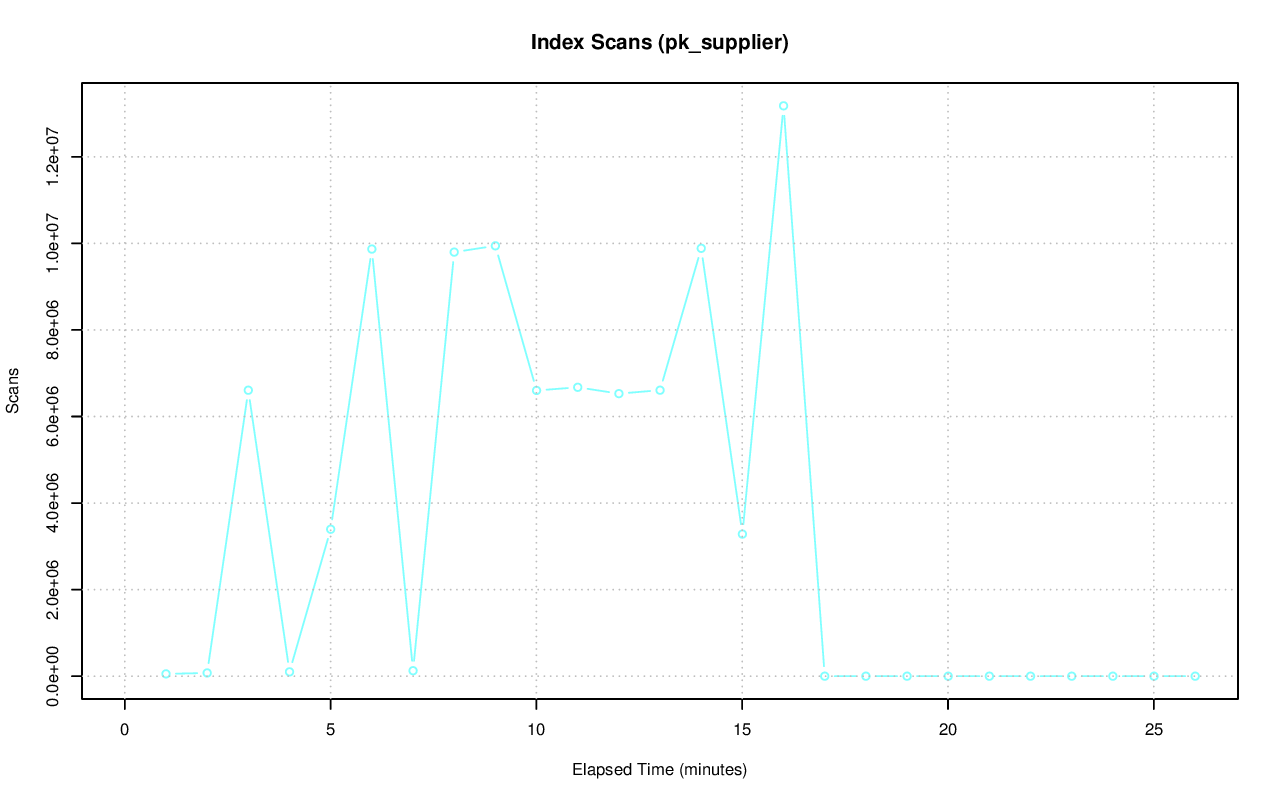 Index Scans (pk_supplier)
Scans
1.2e+07
1.0e+07
8.0e+06
6.0e+06
4.0e+06
2.0e+06
0.0e+00
0 5 10 15 20 25
Elapsed Time (minutes)